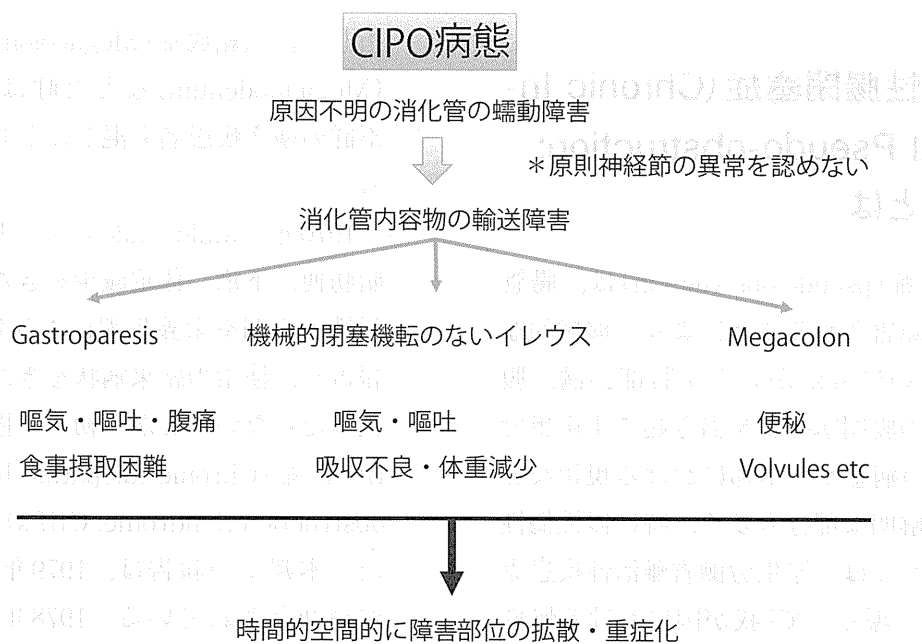 CIPO病態
原因不明の消化管の蠕動障害
＊原則神経節の異常を認めない
消化管内容物の輸送障害
Gastroparesis 機械的閉塞機転のないイレウス Megacolon
嘔気・嘔吐・腹痛 嘔気・嘔吐 便秘
食事摂取困難 吸収不良・体重減少 Volvules etc
時間的空間的に障害部位の拡散・重症化